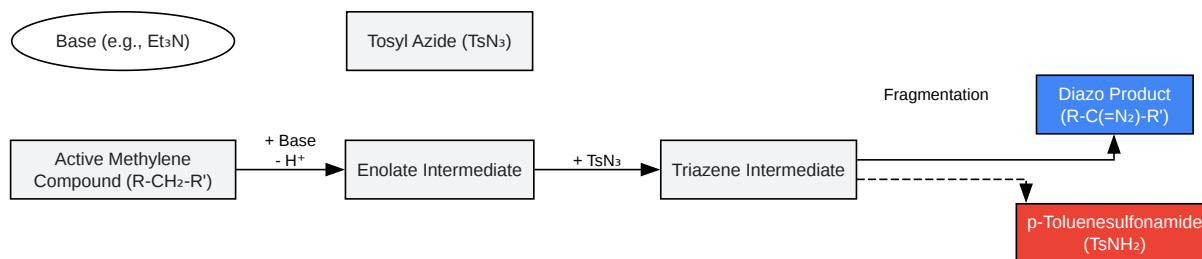 Base (e.g., Et₃N)
Tosyl Azide (TsN₃)
Fragmentation
Diazo Product
(R-C(=N₂)-R')
Active Methylene
Compound (R-CH₂-R')
+ Base
- H⁺
Enolate Intermediate
+ TsN₃
Triazene Intermediate
p-Toluenesulfonamide
(TsNH₂)